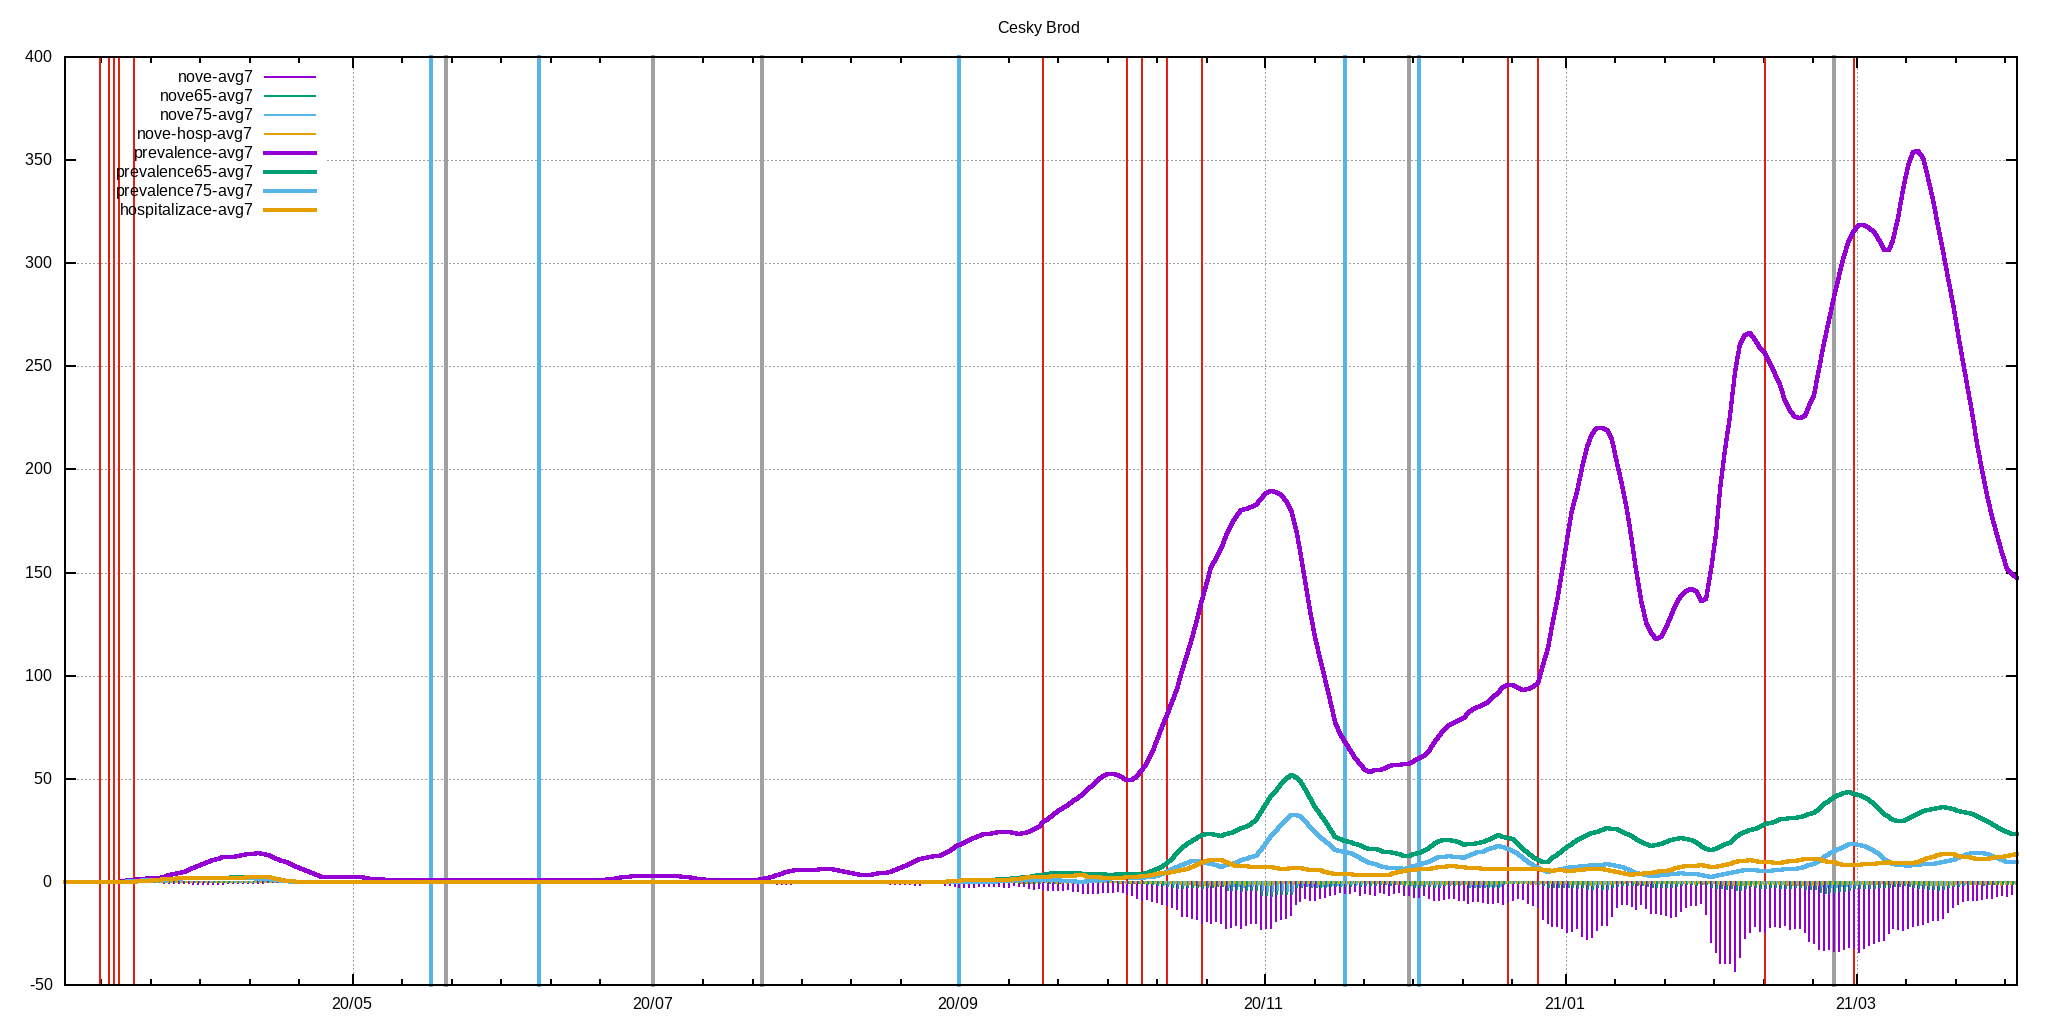 Cesky Brod
400
350
300
250
200
150
100
50
0
-50
nove-avg7
nove65-avg7
nove75-avg7
nove-hosp-avg7
prevalence-avg7
prevalence65-avg7
prevalence75-avg7
hospitalizace-avg7
20/05 20/07 20/09 20/11 21/01 21/03